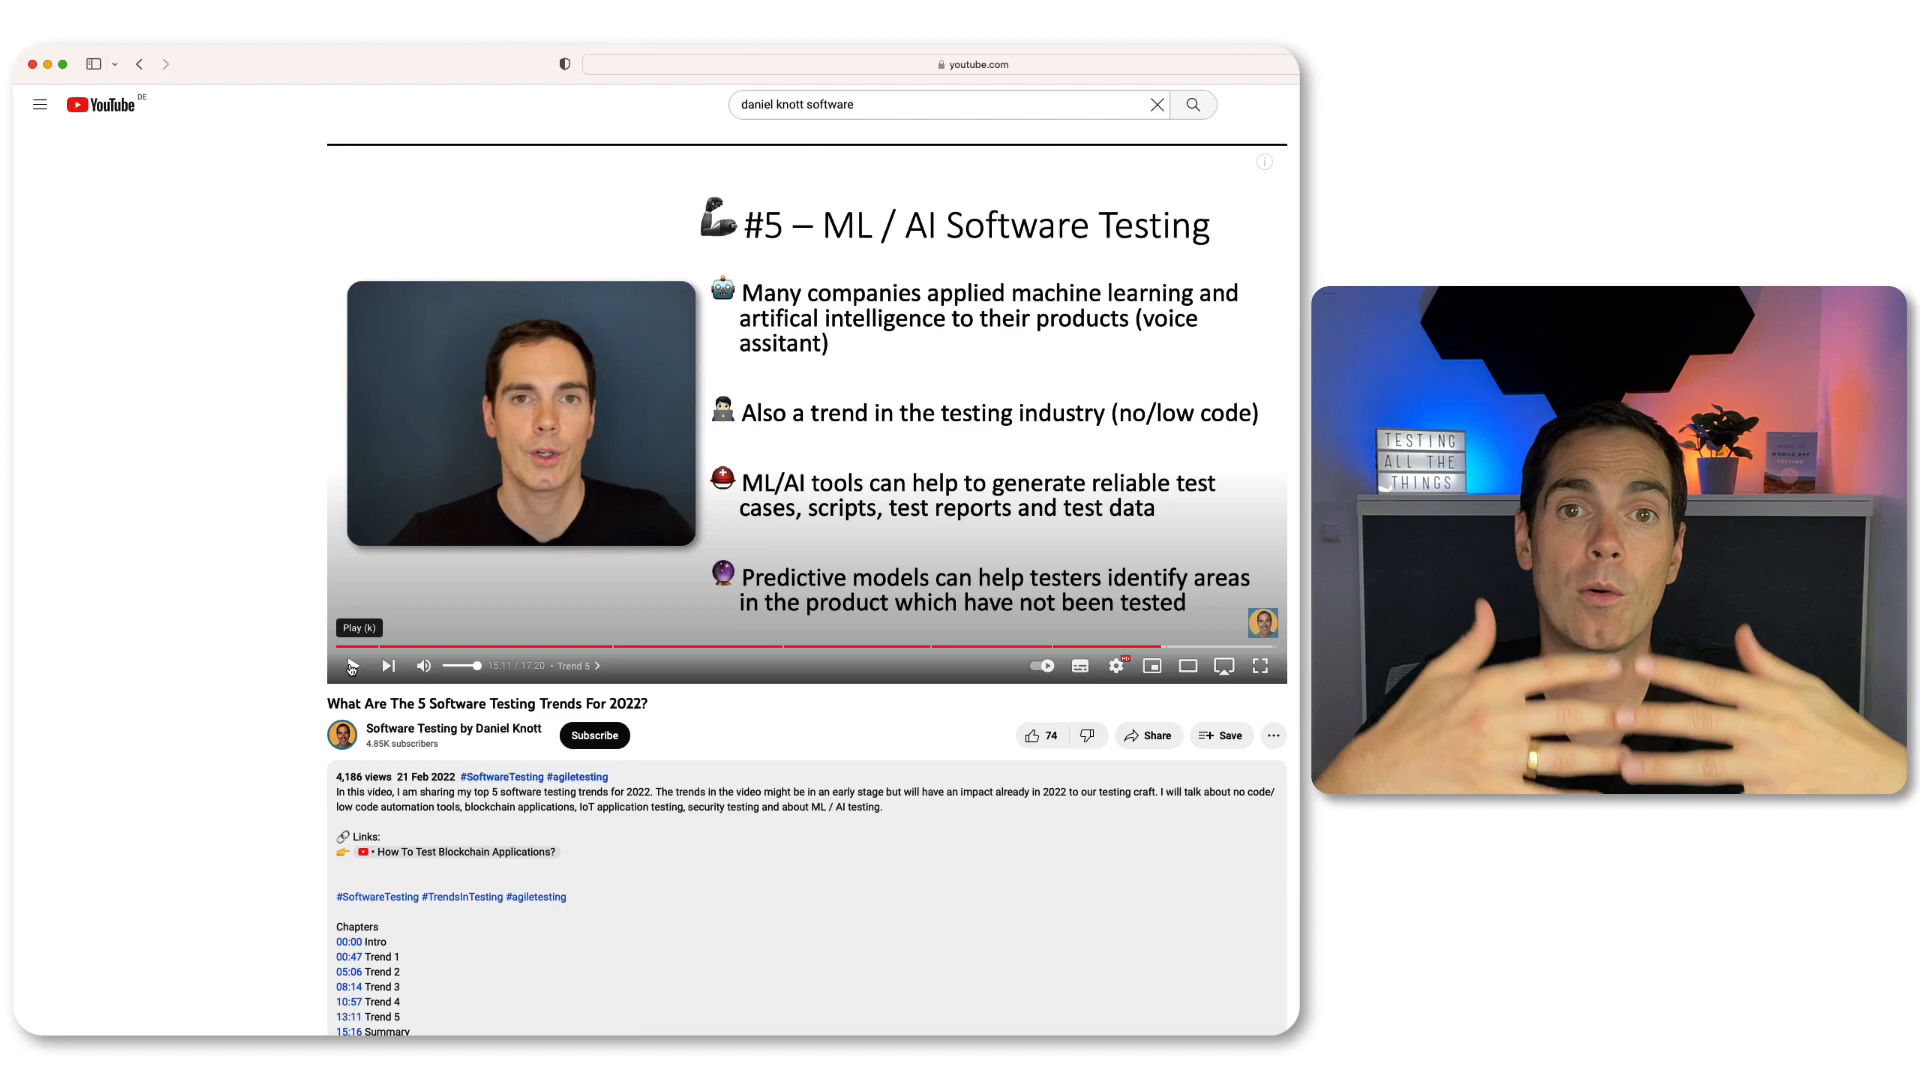 youtube.com
YouTube DE
daniel knott software
#5 – ML / AI Software Testing
Many companies applied machine learning and
artifical intelligence to their products (voice
assitant)
Also a trend in the testing industry (no/low code)
ML/AI tools can help to generate reliable test
cases, scripts, test reports and test data
Predictive models can help testers identify areas
in the product which have not been tested
Play (k)
15:11 / 17:20 • Trend 5
HD
What Are The 5 Software Testing Trends For 2022?
Software Testing by Daniel Knott
4.85K subscribers
Subscribe
74
Share
Save
4,186 views 21 Feb 2022 #SoftwareTesting #agiletesting
In this video, I am sharing my top 5 software testing trends for 2022. The trends in the video might be in an early stage but will have an impact already in 2022 to our testing craft. I will talk about no code/
low code automation tools, blockchain applications, IoT application testing, security testing and about ML / AI testing.
Links:
• How To Test Blockchain Applications?
#SoftwareTesting #TrendsInTesting #agiletesting
Chapters
00:00 Intro
00:47 Trend 1
05:06 Trend 2
08:14 Trend 3
10:57 Trend 4
13:11 Trend 5
15:16 Summary
TESTING
ALL THE
THINGS
MOBILE APP
TESTING